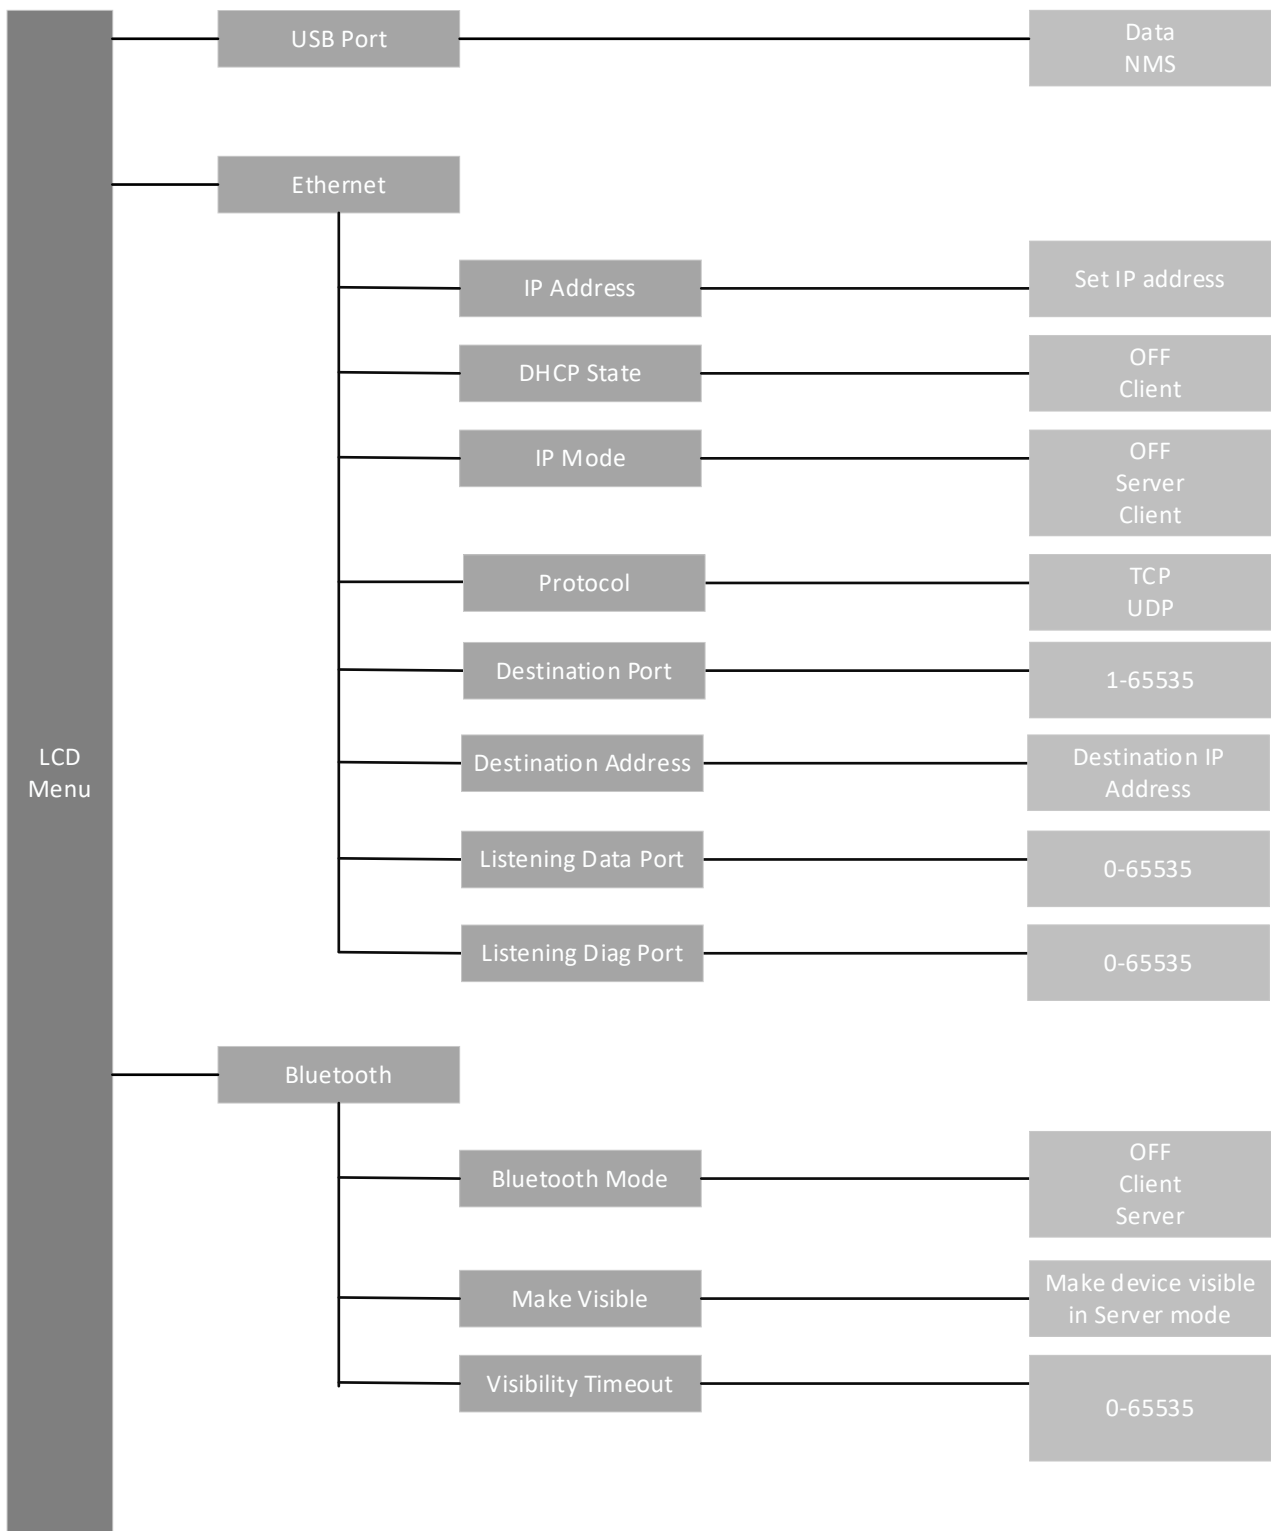 USB Port
Data
NMS
Ethernet
IP Address
Set IP address
DHCP State
OFF
Client
IP Mode
OFF
Server
Client
Protocol
TCP
UDP
Destination Port
1-65535
LCD
Menu
Destination Address
Destination IP
Address
Listening Data Port
0-65535
Listening Diag Port
0-65535
Bluetooth
Bluetooth Mode
OFF
Client
Server
Make Visible
Make device visible
in Server mode
Visibility Timeout
0-65535